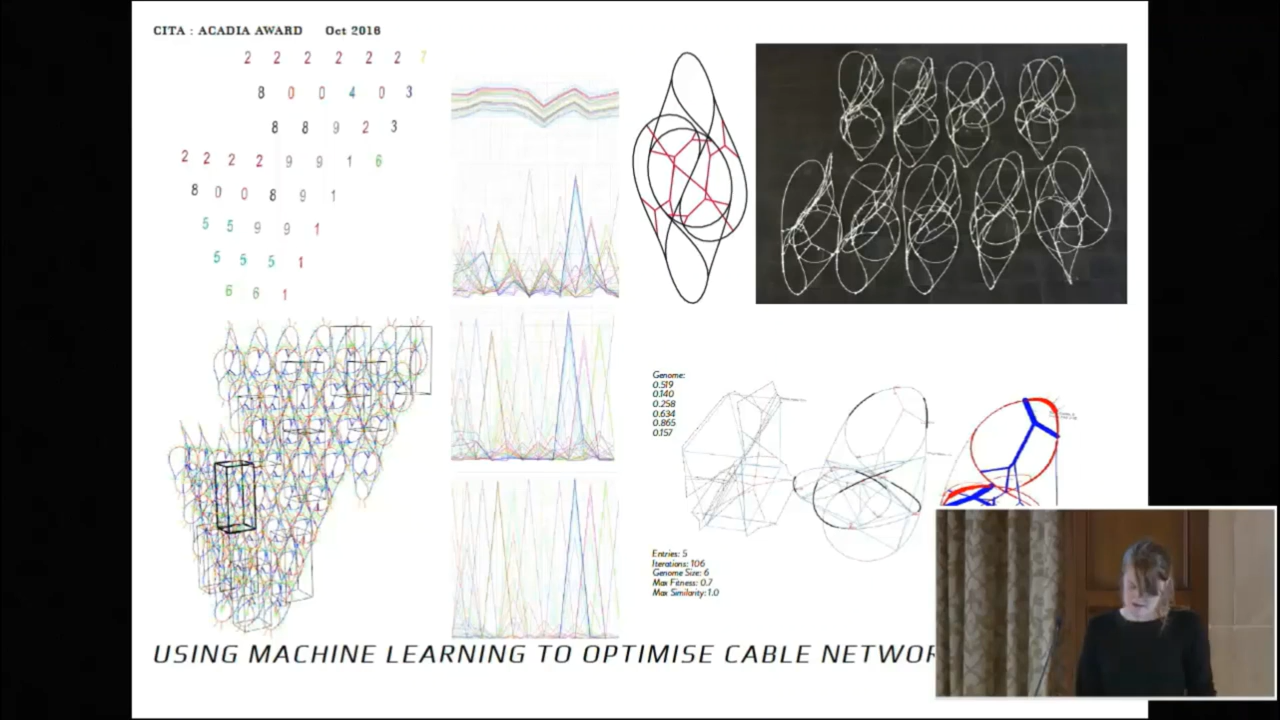 CITA : ACADIA AWARD Oct 2016
2 2 2 2 2 2 7
8 0 0 4 0 3
8 8 9 2 3
2 2 2 2 9 9 1 6
8 0 0 8 9 1
5 5 9 9 1
5 5 5 1
6 6 1
Genome:
0.519
0.140
0.258
0.634
0.865
0.157
Entries: 5
Iterations: 106
Genome Size: 6
Max Fitness: 0.7
Max Similarity: 1.0
USING MACHINE LEARNING TO OPTIMISE CABLE NETWOR